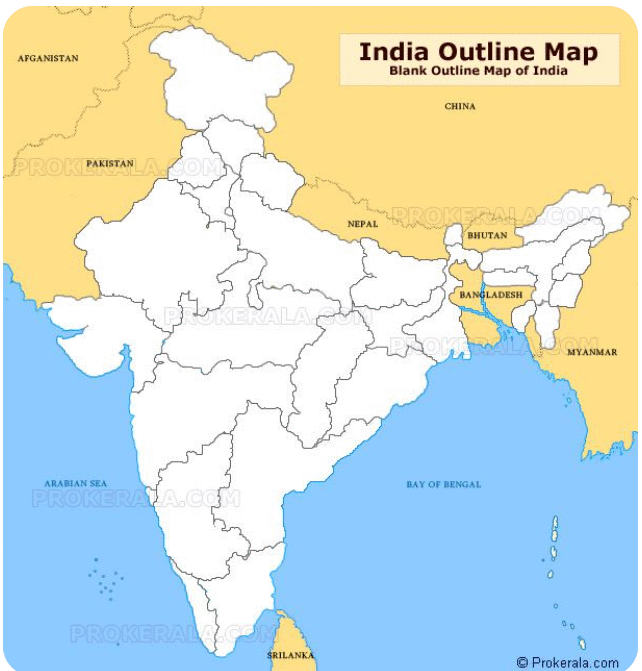 India Outline Map
Blank Outline Map of India
AFGANISTAN
CHINA
PROKERALA.COM
PAKISTAN
PROKERALA.COM
NEPAL
BHUTAN
BANGLADESH
PROKERALA.COM
PROKERALA.COM
MYANMAR
ARABIAN SEA
BAY OF BENGAL
PROKERALA.COM
PROKERALA.COM
SRILANKA
© Prokerala.com